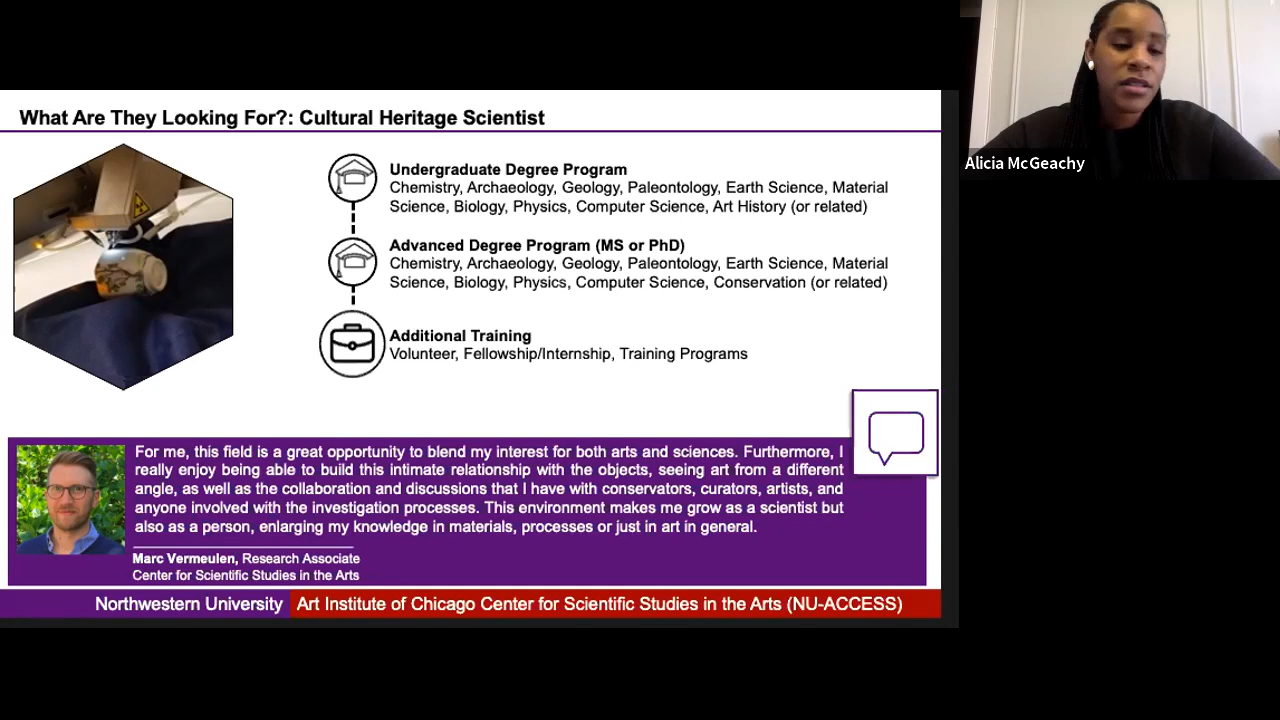 What Are They Looking For?: Cultural Heritage Scientist
Undergraduate Degree Program
Chemistry, Archaeology, Geology, Paleontology, Earth Science, Material
Science, Biology, Physics, Computer Science, Art History (or related)
Advanced Degree Program (MS or PhD)
Chemistry, Archaeology, Geology, Paleontology, Earth Science, Material
Science, Biology, Physics, Computer Science, Conservation (or related)
Additional Training
Volunteer, Fellowship/Internship, Training Programs
For me, this field is a great opportunity to blend my interest for both arts and sciences. Furthermore, I
really enjoy being able to build this intimate relationship with the objects, seeing art from a different
angle, as well as the collaboration and discussions that I have with conservators, curators, artists, and
anyone involved with the investigation processes. This environment makes me grow as a scientist but
also as a person, enlarging my knowledge in materials, processes or just in art in general.
Marc Vermeulen, Research Associate
Center for Scientific Studies in the Arts
Northwestern University Art Institute of Chicago Center for Scientific Studies in the Arts (NU-ACCESS)
Alicia McGeachy